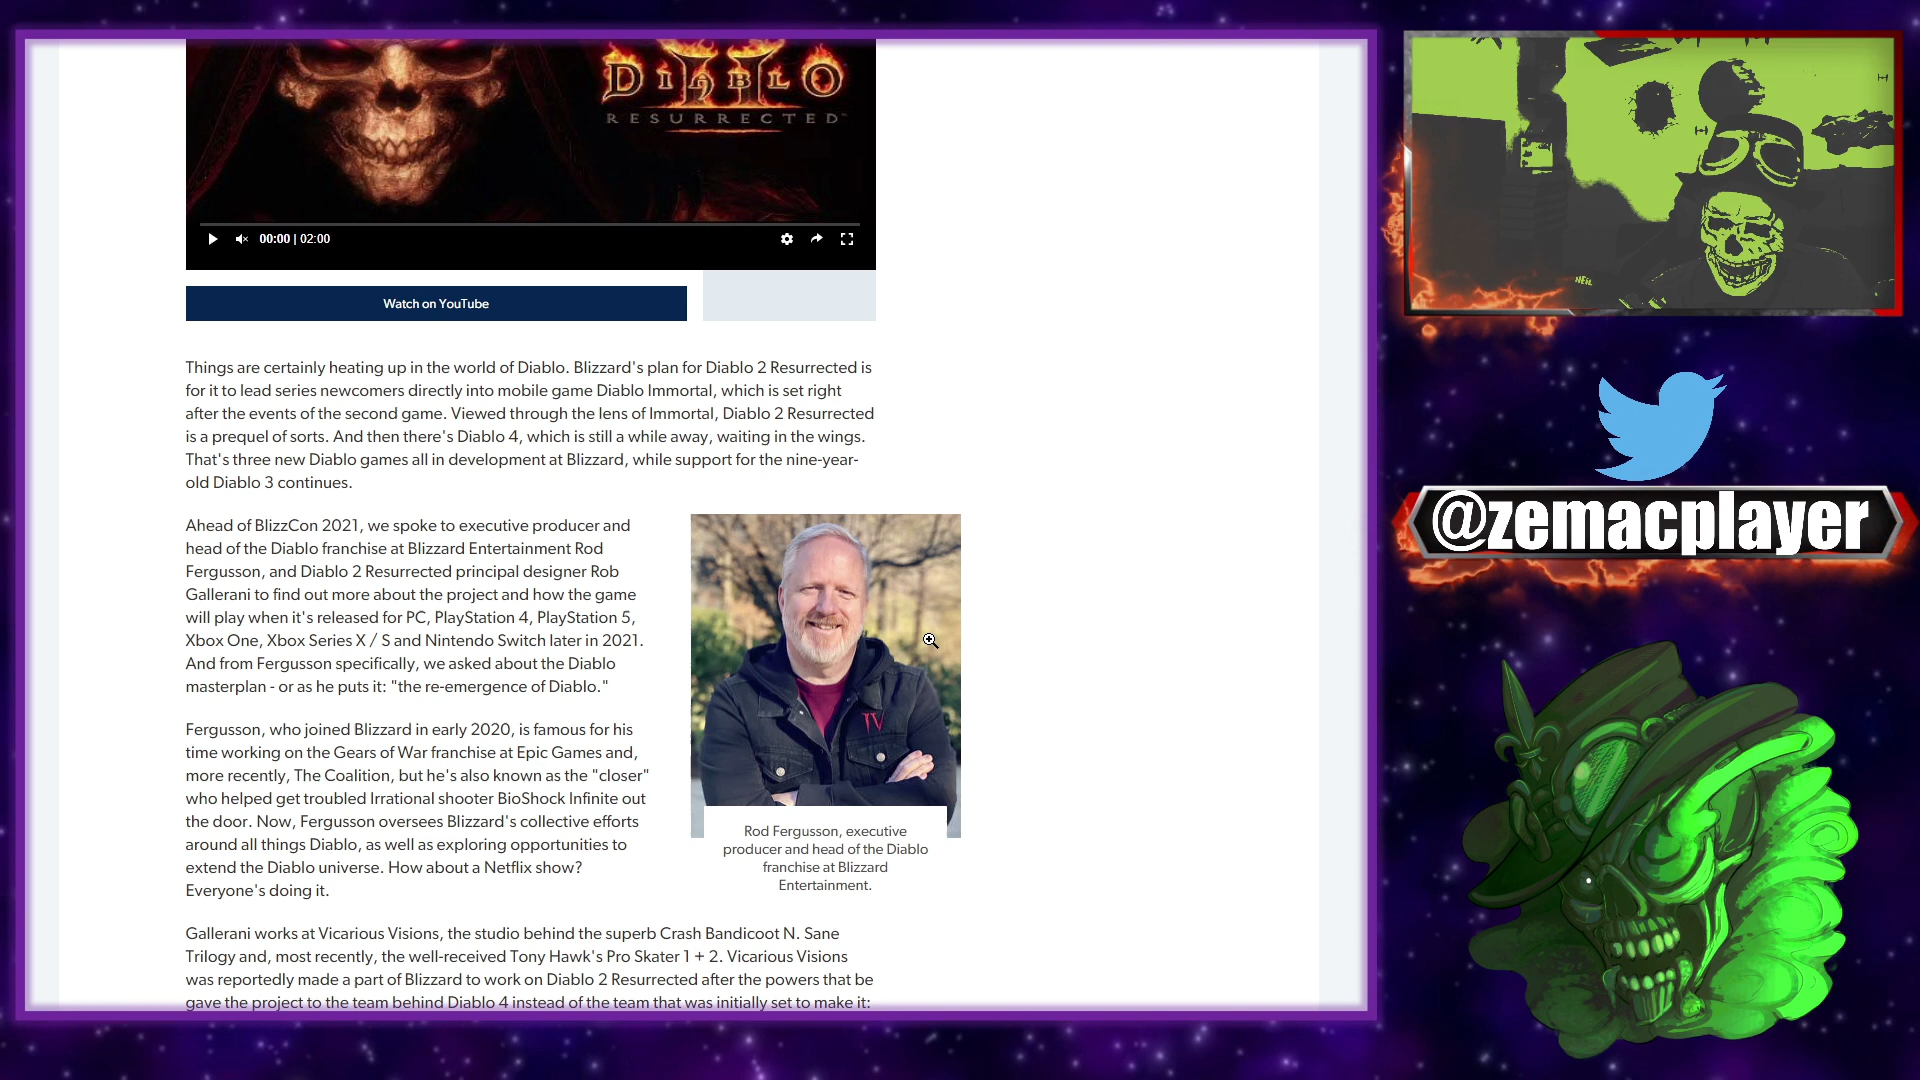 DIABLO
II
RESURRECTED
00:00 | 02:00
Watch on YouTube
Things are certainly heating up in the world of Diablo. Blizzard's plan for Diablo 2 Resurrected is
for it to lead series newcomers directly into mobile game Diablo Immortal, which is set right
after the events of the second game. Viewed through the lens of Immortal, Diablo 2 Resurrected
is a prequel of sorts. And then there's Diablo 4, which is still a while away, waiting in the wings.
That's three new Diablo games all in development at Blizzard, while support for the nine-year-
old Diablo 3 continues.
Ahead of BlizzCon 2021, we spoke to executive producer and
head of the Diablo franchise at Blizzard Entertainment Rod
Fergusson, and Diablo 2 Resurrected principal designer Rob
Gallerani to find out more about the project and how the game
will play when it's released for PC, PlayStation 4, PlayStation 5,
Xbox One, Xbox Series X / S and Nintendo Switch later in 2021.
And from Fergusson specifically, we asked about the Diablo
masterplan - or as he puts it: "the re-emergence of Diablo."
Fergusson, who joined Blizzard in early 2020, is famous for his
time working on the Gears of War franchise at Epic Games and,
more recently, The Coalition, but he's also known as the "closer"
who helped get troubled Irrational shooter BioShock Infinite out
the door. Now, Fergusson oversees Blizzard's collective efforts
around all things Diablo, as well as exploring opportunities to
extend the Diablo universe. How about a Netflix show?
Everyone's doing it.
IV
Rod Fergusson, executive
producer and head of the Diablo
franchise at Blizzard
Entertainment.
Gallerani works at Vicarious Visions, the studio behind the superb Crash Bandicoot N. Sane
Trilogy and, most recently, the well-received Tony Hawk's Pro Skater 1 + 2. Vicarious Visions
was reportedly made a part of Blizzard to work on Diablo 2 Resurrected after the powers that be
gave the project to the team behind Diablo 4 instead of the team that was initially set to make it:
NEIL
@zemacplayer